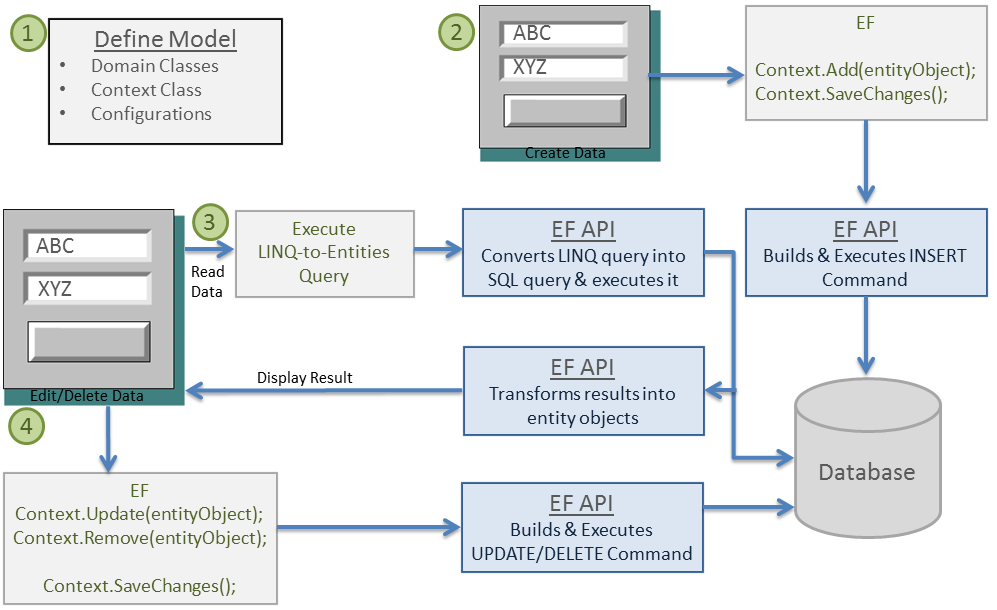 1
Define Model
• Domain Classes
• Context Class
• Configurations
2
ABC
XYZ
Create Data
EF
Context.Add(entityObject);
Context.SaveChanges();
ABC
XYZ
Edit/Delete Data
3
Read
Data
Execute
LINQ-to-Entities
Query
EF API
Converts LINQ query into
SQL query & executes it
EF API
Builds & Executes INSERT
Command
Display Result
EF API
Transforms results into
entity objects
Database
4
EF
Context.Update(entityObject);
Context.Remove(entityObject);
Context.SaveChanges();
EF API
Builds & Executes
UPDATE/DELETE Command